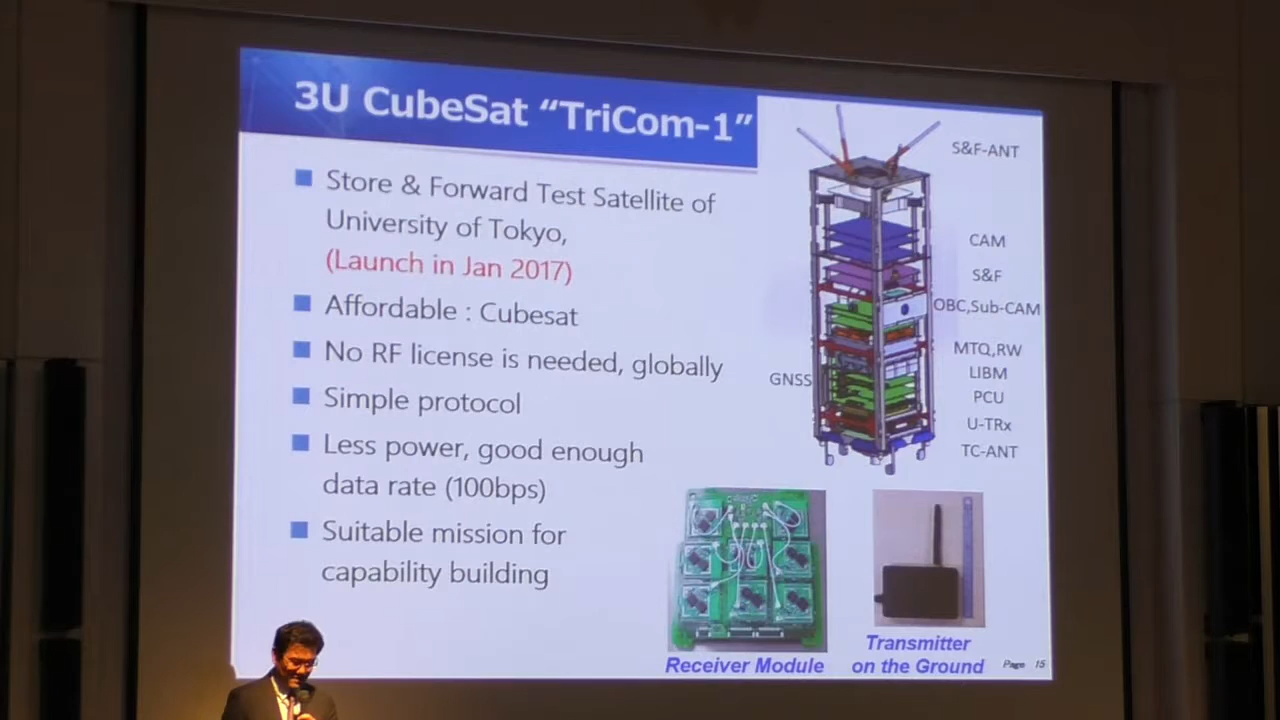 3U CubeSat “TriCom-1”
Store & Forward Test Satellite of
University of Tokyo,
(Launch in Jan 2017)
Affordable : Cubesat
No RF license is needed, globally
Simple protocol
Less power, good enough
data rate (100bps)
Suitable mission for
capability building
S&F-ANT
CAM
S&F
OBC,Sub-CAM
MTQ,RW
GNSS
LIBM
PCU
U-TRx
TC-ANT
Receiver Module
Transmitter
on the Ground
Page 15